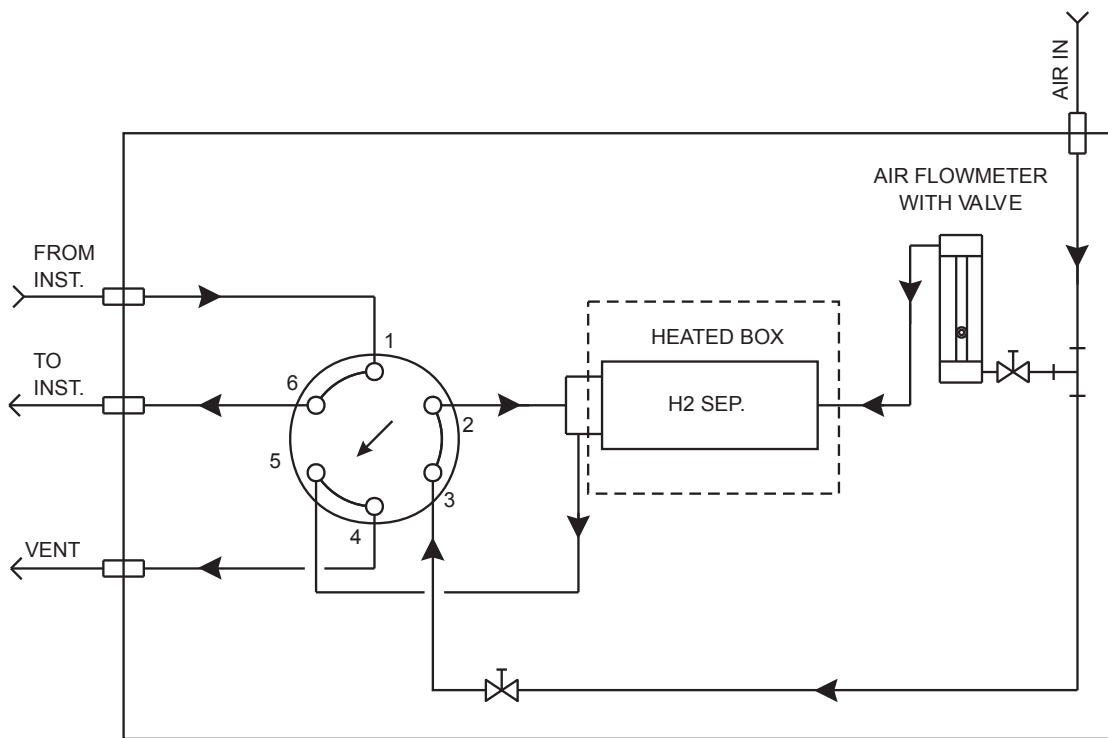 AIR IN
AIR FLOWMETER
WITH VALVE
FROM
INST.
1
HEATED BOX
TO
INST.
6
H2 SEP.
2
5
3
4
VENT